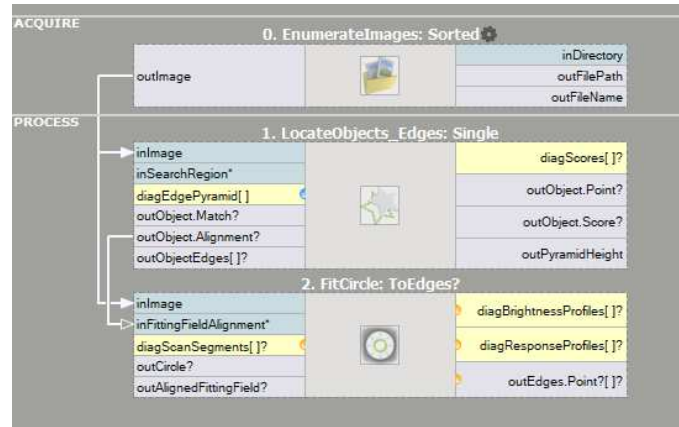 ACQUIRE
0. EnumerateImages: Sorted
outImage
inDirectory
outFilePath
outFileName
PROCESS
1. LocateObjects_Edges: Single
inImage
inSearchRegion*
diagEdgePyramid[ ]
outObject.Match?
outObject.Alignment?
outObjectEdges[ ]?
diagScores[ ]?
outObject.Point?
outObject.Score?
outPyramidHeight
2. FitCircle: ToEdges?
inImage
inFittingFieldAlignment*
diagScanSegments[ ]?
outCircle?
outAlignedFittingField?
diagBrightnessProfiles[ ]?
diagResponseProfiles[ ]?
outEdges.Point?[ ]?